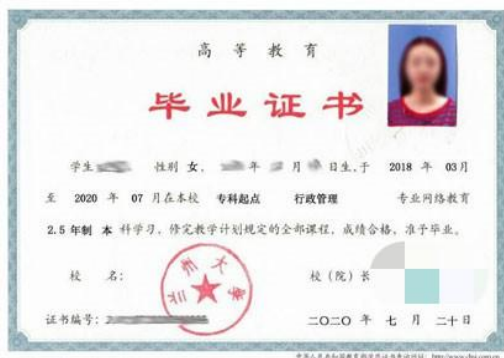 高等教育
毕业证书
学生 性别 女, 年 月 日生,于 2018 年 03月
至 2020 年 07 月在本校 专科起点 行政管理 专业网络教育
2.5 年制 本 科学习,修完教学计划规定的全部课程,成绩合格,准予毕业。
校 名: 校(院)长
兰州大学
证书编号: 二〇二〇 年 七 月 二十日